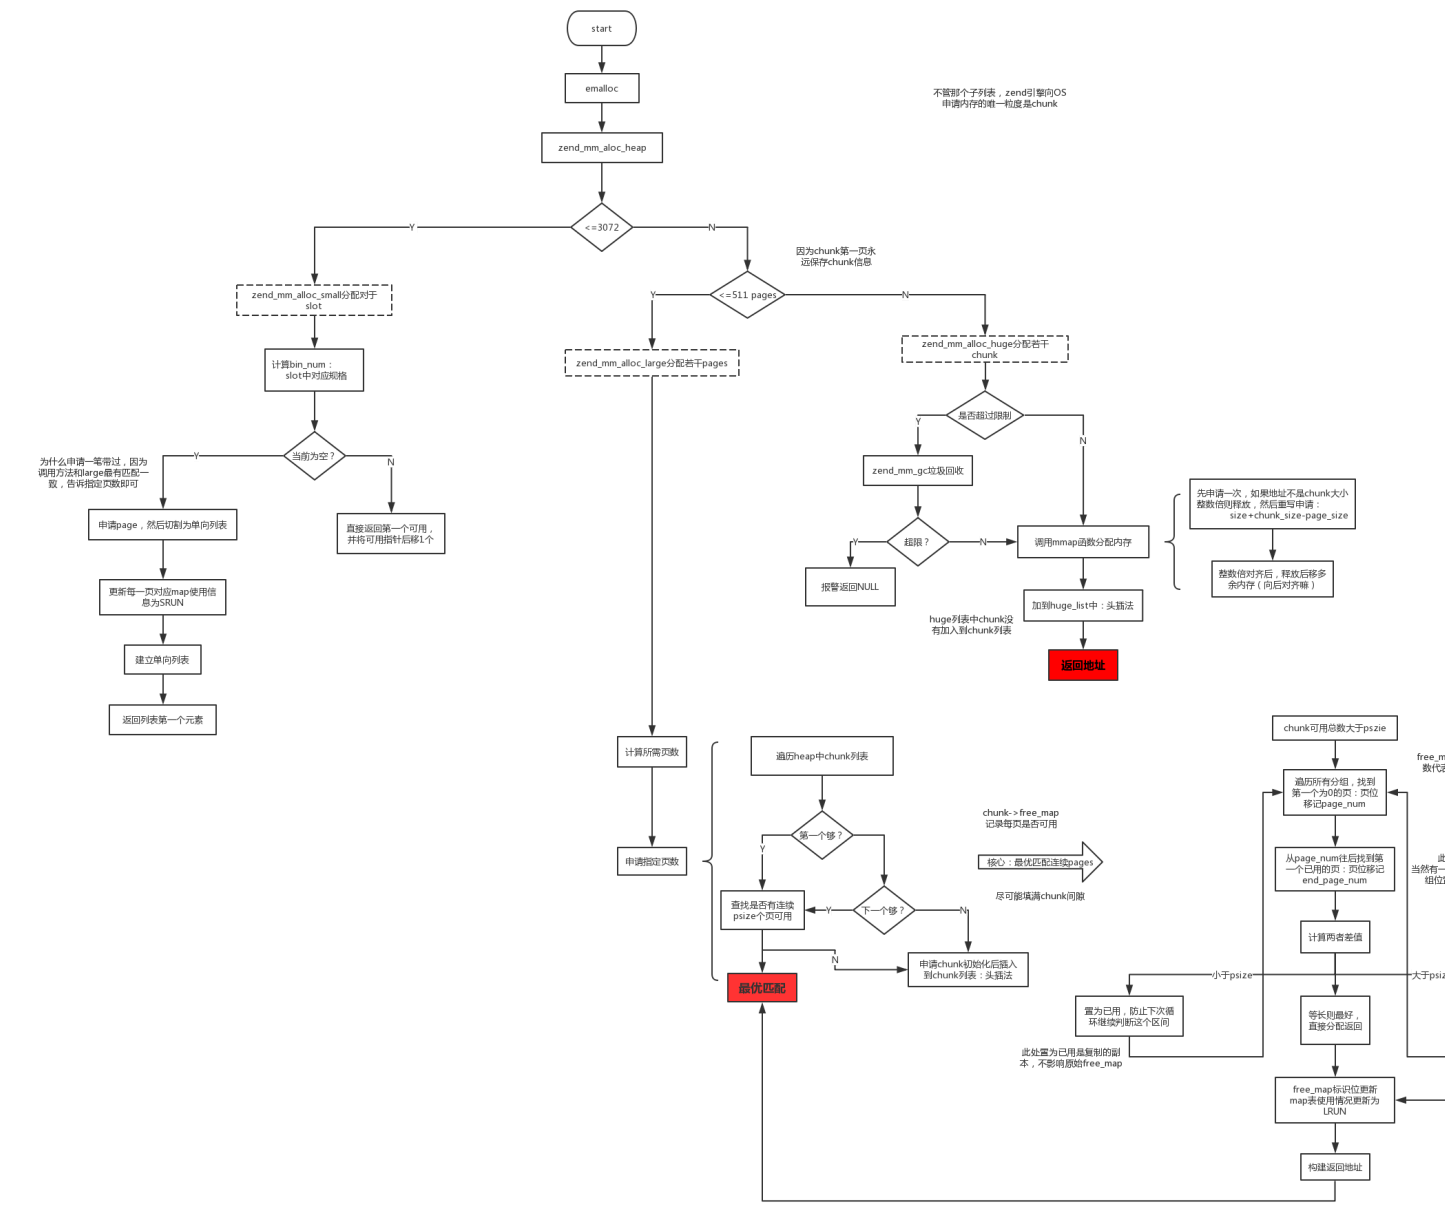 start
emalloc
不管那个子列表，zend引擎向OS
申请内存的唯一粒度是chunk
zend_mm_aloc_heap
<=3072
Y
N
因为chunk第一页永
远保存chunk信息
zend_mm_alloc_small分配对于
slot
<=511 pages
Y
N
zend_mm_alloc_large分配若干pages
zend_mm_alloc_huge分配若干
chunk
计算bin_num：
slot中对应规格
是否超过限制
Y
N
当前为空？
Y
N
为什么申请一笔带过，因为
调用方法和large最有匹配一
致，告诉指定页数即可
zend_mm_gc垃圾回收
先申请一次，如果地址不是chunk大小
整数倍则释放，然后重写申请：
size+chunk_size-page_size
申请page，然后切割为单向列表
直接返回第一个可用，
并将可用指针后移1个
超限？
Y
N
调用mmap函数分配内存
报警返回NULL
整数倍对齐后，释放后移多
余内存（向后对齐嘛）
更新每一页对应map使用信
息为SRUN
加到huge_list中：头插法
huge列表中chunk没
有加入到chunk列表
建立单向列表
返回地址
返回列表第一个元素
计算所需页数
遍历heap中chunk列表
chunk可用总数大于pszie
free_m
数代表
遍历所有分组，找到
第一个为0的页：页位
移记page_num
chunk->free_map
记录每页是否可用
第一个够？
Y
申请指定页数
核心：最优匹配连续pages
从page_num往后找到第
一个已用的页：页位移记
end_page_num
此
当然有一
组位置
尽可能填满chunk间隙
查找是否有连续
psize个页可用
Y
下一个够？
N
计算两者差值
N
申请chunk初始化后插入
到chunk列表：头插法
小于psize
大于psiz
最优匹配
置为已用，防止下次循
环继续判断这个区间
等长则最好，
直接分配返回
此处置为已用是复制的副
本，不影响原始free_map
free_map标识位更新
map表使用情况更新为
LRUN
构建返回地址